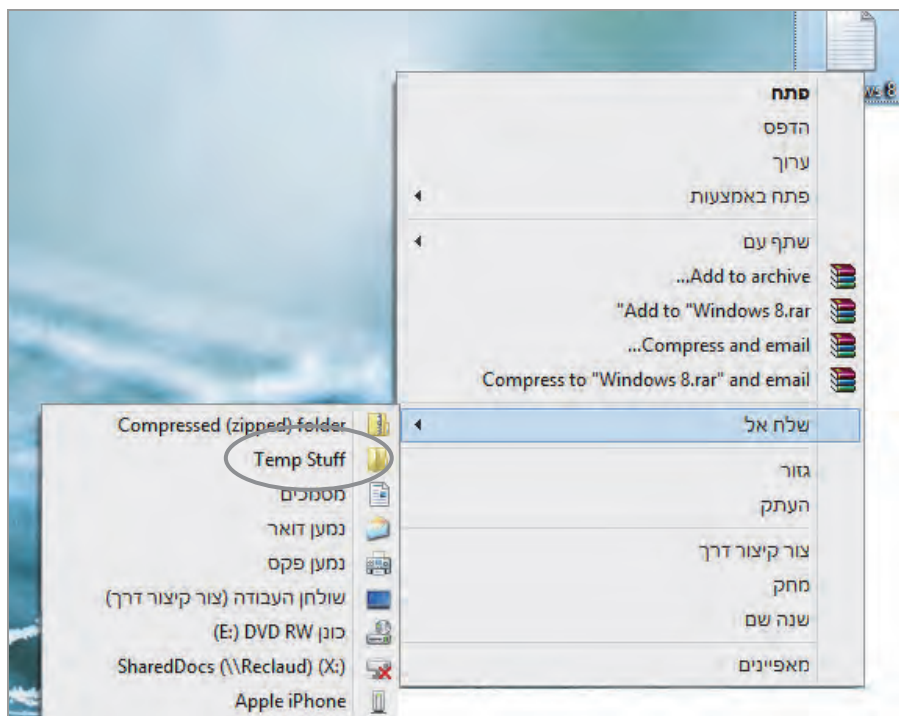 פתח
הדפס
ערוך
פתח באמצעות
שתף עם
...Add to archive
"Add to "Windows 8.rar
...Compress and email
Compress to "Windows 8.rar" and email
שלח אל
גזור
העתק
צור קיצור דרך
מחק
שנה שם
מאפיינים
Compressed (zipped) folder
Temp Stuff
מסמכים
נמען דואר
נמען פקס
שולחן העבודה (צור קיצור דרך)
כונן DVD RW (E:)
SharedDocs (\\Reclaud) (X:)
Apple iPhone